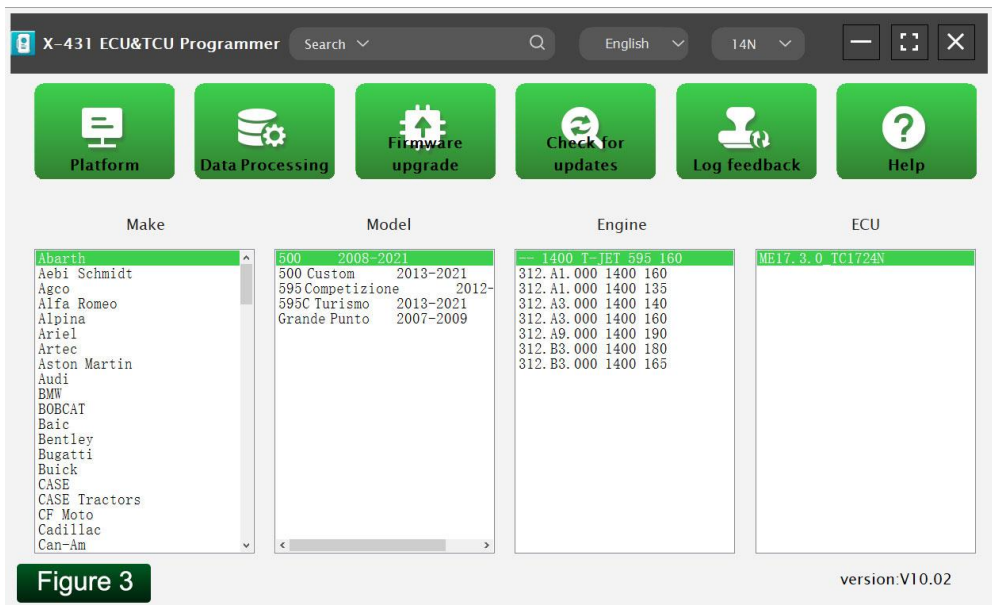 X-431 ECU&TCU Programmer Search English 14N
Platform
Data Processing
Firmware
upgrade
Check for
updates
Log feedback
Help
Make
Abarth
Aebi Schmidt
Agco
Alfa Romeo
Alpina
Ariel
Artec
Aston Martin
Audi
BMW
BOBCAT
Baic
Bentley
Bugatti
Buick
CASE
CASE Tractors
CF Moto
Cadillac
Can-Am
Model
500 2008-2021
500 Custom 2013-2021
595 Competizione 2012-
595C Turismo 2013-2021
Grande Punto 2007-2009
Engine
-- 1400 T-JET 595 160
312.A1.000 1400 160
312.A1.000 1400 135
312.A3.000 1400 140
312.A3.000 1400 160
312.A9.000 1400 190
312.B3.000 1400 180
312.B3.000 1400 165
ECU
ME17.3.0_TC1724N
Figure 3
version:V10.02